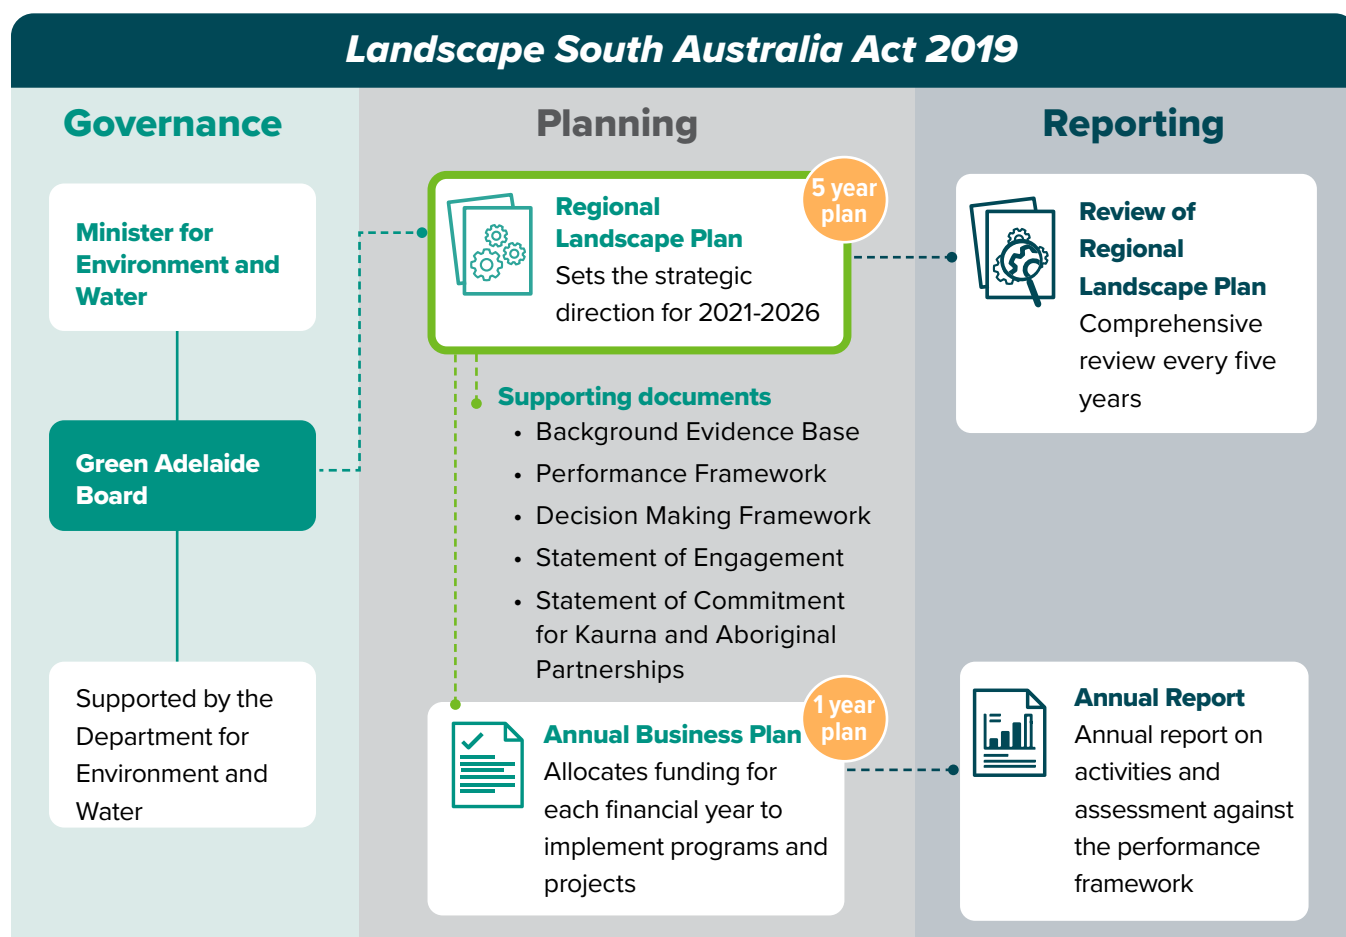 Landscape South Australia Act 2019
Governance
Minister for
Environment and
Water
Green Adelaide
Board
Supported by the
Department for
Environment and
Water
Planning
5 year
plan
Regional
Landscape Plan
Sets the strategic
direction for 2021-2026
Supporting documents
• Background Evidence Base
• Performance Framework
• Decision Making Framework
• Statement of Engagement
• Statement of Commitment
for Kaurna and Aboriginal
Partnerships
1 year
plan
Annual Business Plan
Allocates funding for
each financial year to
implement programs and
projects
Reporting
Review of
Regional
Landscape Plan
Comprehensive
review every five
years
Annual Report
Annual report on
activities and
assessment against
the performance
framework